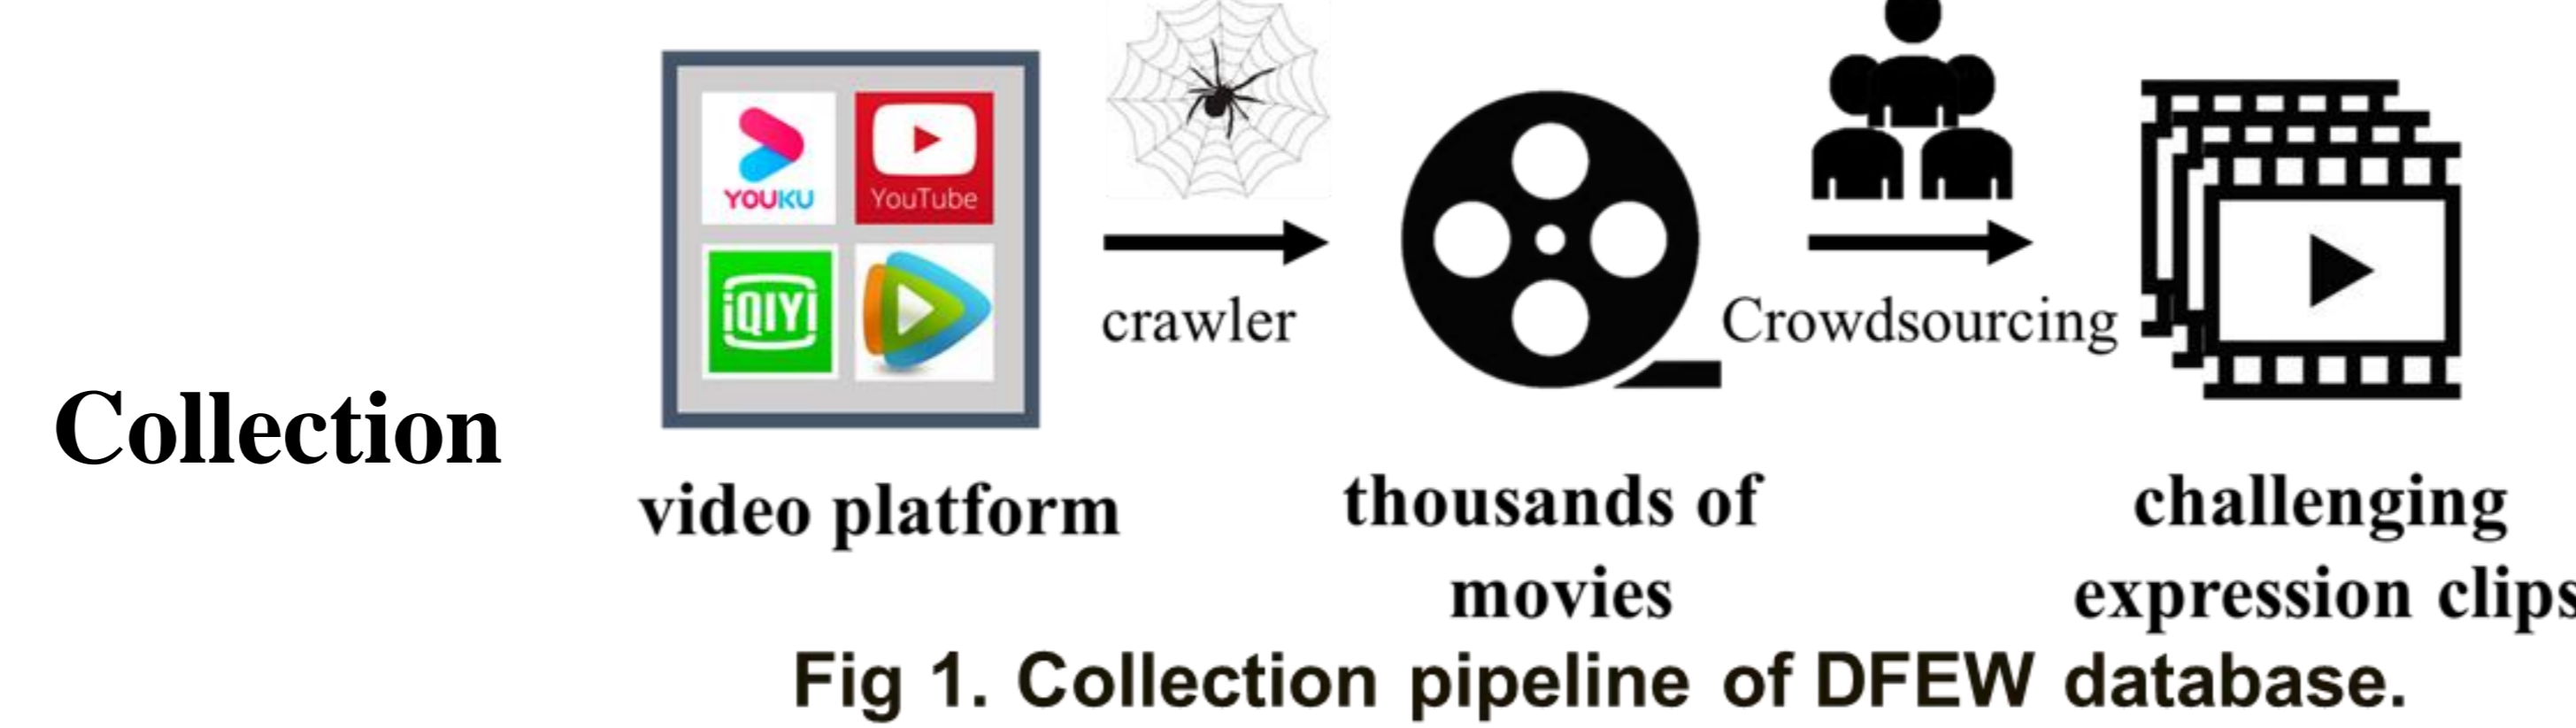 YOUKU
YouTube
iQIYI
crawler
Crowdsourcing
Collection
video platform
thousands of
movies
challenging
expression clips
Fig 1. Collection pipeline of DFEW database.